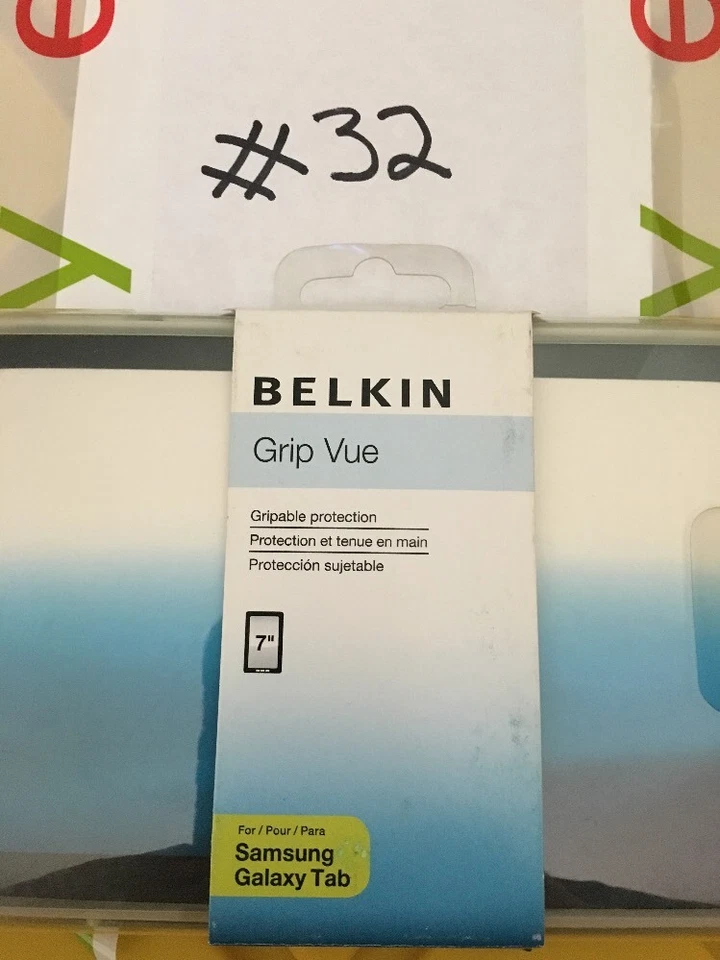 e e
#32
y y
BELKIN
Grip Vue
Gripable protection
Protection et tenue en main
Protección sujetable
7"
For / Pour / Para
Samsung
Galaxy Tab